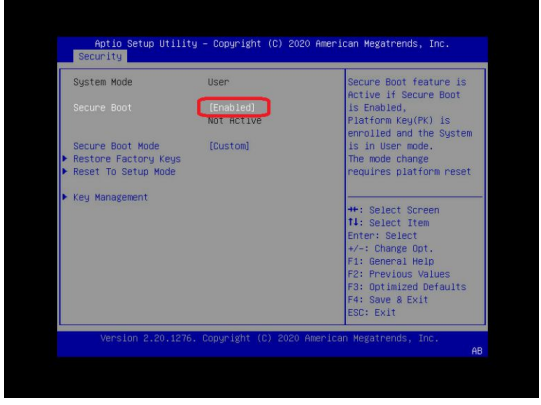 Aptio Setup Utility – Copyright (C) 2020 American Megatrends, Inc.
Security
System Mode User
Secure Boot [Enabled]
Not Active
Secure Boot Mode [Custom]
Restore Factory Keys
Reset To Setup Mode
Key Management
Secure Boot feature is
Active if Secure Boot
is Enabled,
Platform Key(PK) is
enrolled and the System
is in User mode.
The mode change
requires platform reset
→←: Select Screen
↑↓: Select Item
Enter: Select
+/-: Change Opt.
F1: General Help
F2: Previous Values
F3: Optimized Defaults
F4: Save & Exit
ESC: Exit
Version 2.20.1276. Copyright (C) 2020 American Megatrends, Inc.
AB